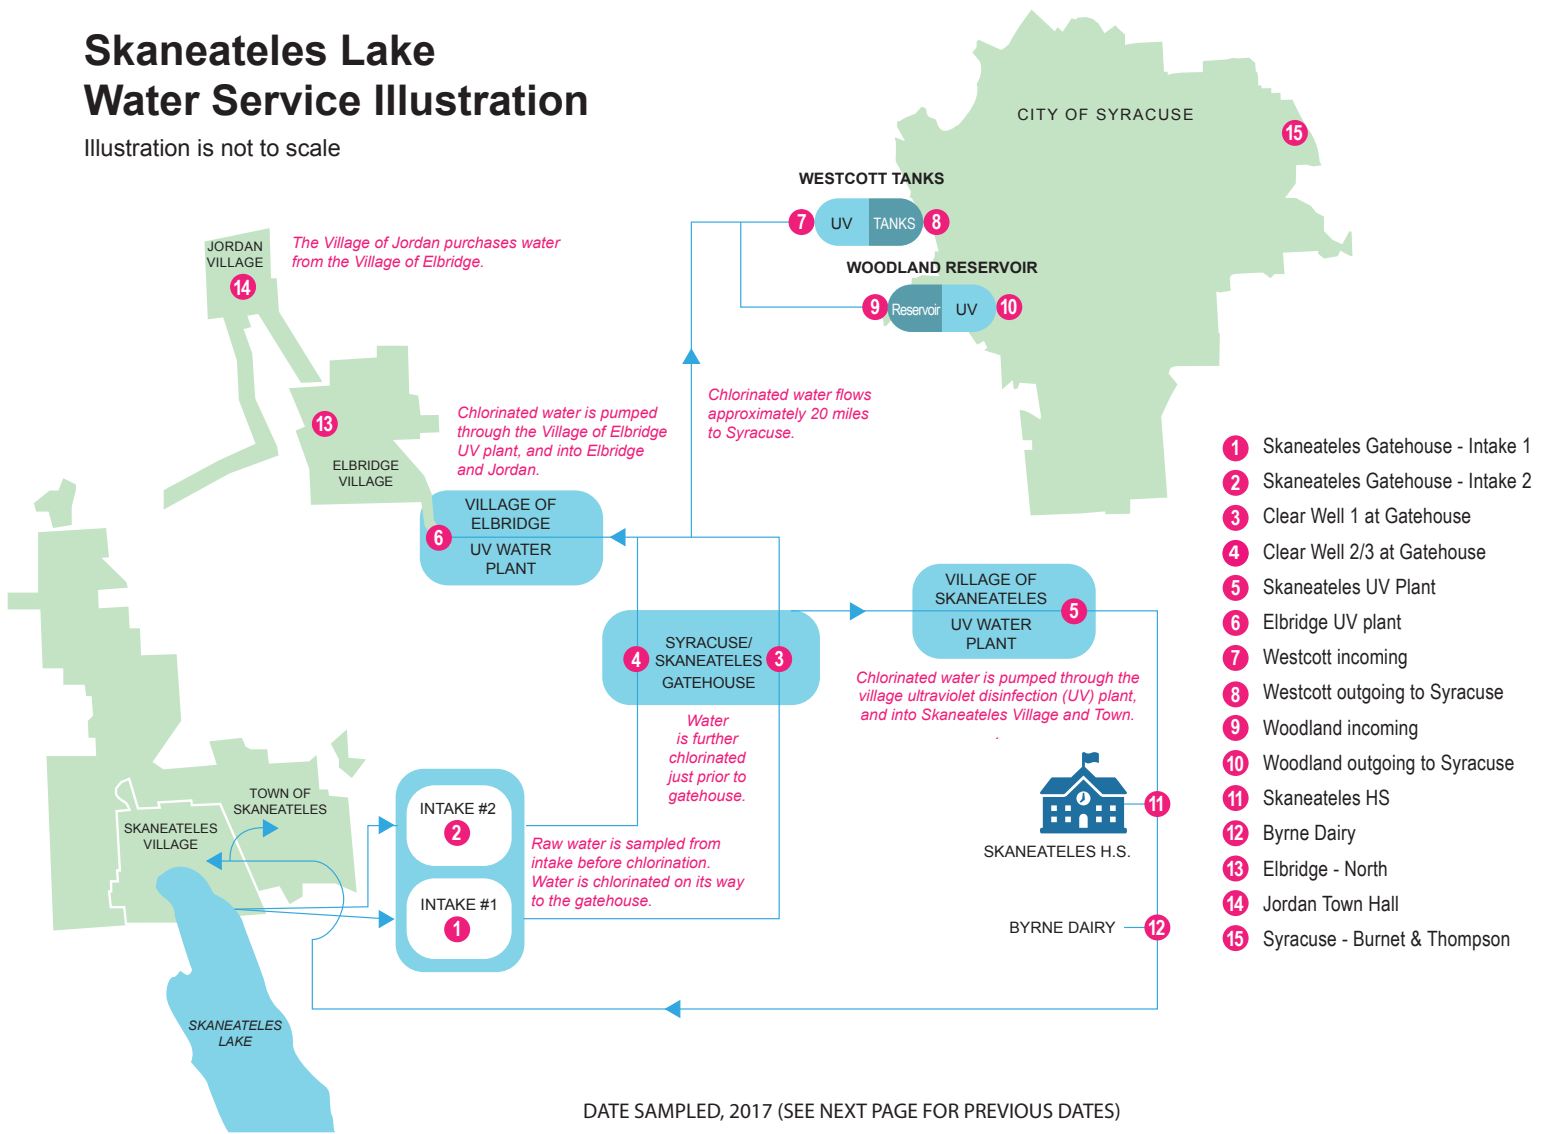 Skaneateles Lake
Water Service Illustration
Illustration is not to scale
CITY OF SYRACUSE
15
WESTCOTT TANKS
7
UV
TANKS
8
WOODLAND RESERVOIR
9
Reservoir
UV
10
JORDAN
VILLAGE
14
The Village of Jordan purchases water
from the Village of Elbridge.
13
ELBRIDGE
VILLAGE
Chlorinated water is pumped
through the Village of Elbridge
UV plant, and into Elbridge
and Jordan.
Chlorinated water flows
approximately 20 miles
to Syracuse.
VILLAGE OF
ELBRIDGE
6
UV WATER
PLANT
VILLAGE OF
SKANEATELES
5
UV WATER
PLANT
SYRACUSE/
SKANEATELES
GATEHOUSE
4
3
Chlorinated water is pumped through the
village ultraviolet disinfection (UV) plant,
and into Skaneateles Village and Town.
.
Water
is further
chlorinated
just prior to
gatehouse.
TOWN OF
SKANEATELES
SKANEATELES
VILLAGE
INTAKE #2
2
INTAKE #1
1
Raw water is sampled from
intake before chlorination.
Water is chlorinated on its way
to the gatehouse.
11
SKANEATELES H.S.
BYRNE DAIRY
12
SKANEATELES
LAKE
1 Skaneateles Gatehouse - Intake 1
2 Skaneateles Gatehouse - Intake 2
3 Clear Well 1 at Gatehouse
4 Clear Well 2/3 at Gatehouse
5 Skaneateles UV Plant
6 Elbridge UV plant
7 Westcott incoming
8 Westcott outgoing to Syracuse
9 Woodland incoming
10 Woodland outgoing to Syracuse
11 Skaneateles HS
12 Byrne Dairy
13 Elbridge - North
14 Jordan Town Hall
15 Syracuse - Burnet & Thompson
DATE SAMPLED, 2017 (SEE NEXT PAGE FOR PREVIOUS DATES)